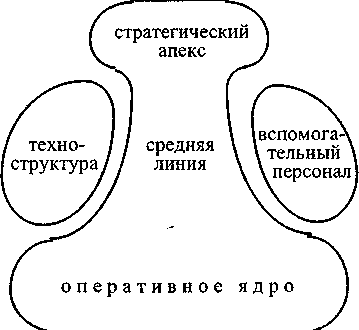 стратегический
апекс
техно-
структура
средняя
линия
вспомога-
тельный
персонал
оперативное ядро